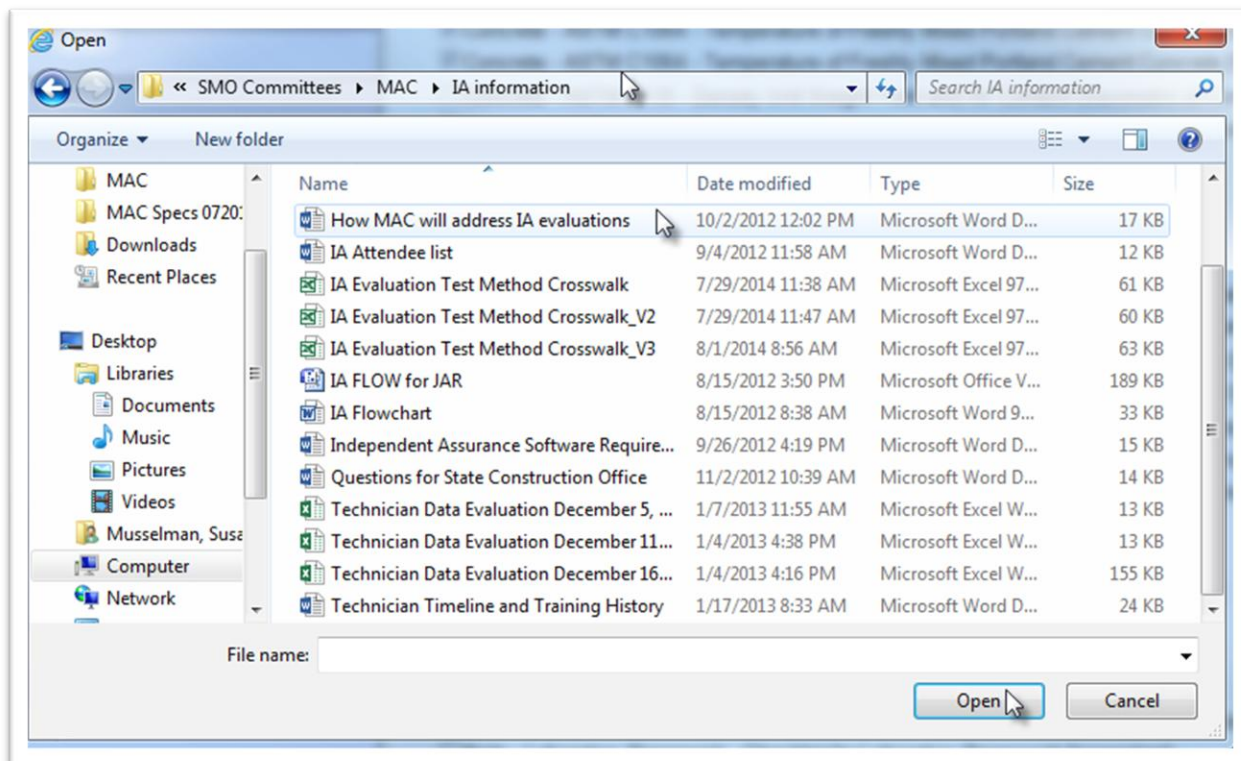 Open
« SMO Committees MAC IA information Search IA information
Organize New folder
MAC
MAC Specs 0720
Downloads
Recent Places
Desktop
Libraries
Documents
Music
Pictures
Videos
Musselman, Susa
Computer
Network
Name Date modified Type Size
How MAC will address IA evaluations 10/2/2012 12:02 PM Microsoft Word D... 17 KB
IA Attendee list 9/4/2012 11:58 AM Microsoft Word D... 12 KB
IA Evaluation Test Method Crosswalk 7/29/2014 11:38 AM Microsoft Excel 97... 61 KB
IA Evaluation Test Method Crosswalk_V2 7/29/2014 11:47 AM Microsoft Excel 97... 60 KB
IA Evaluation Test Method Crosswalk_V3 8/1/2014 8:56 AM Microsoft Excel 97... 63 KB
IA FLOW for JAR 8/15/2012 3:50 PM Microsoft Office V... 189 KB
IA Flowchart 8/15/2012 8:38 AM Microsoft Word 9... 33 KB
Independent Assurance Software Require... 9/26/2012 4:19 PM Microsoft Word D... 15 KB
Questions for State Construction Office 11/2/2012 10:39 AM Microsoft Word D... 14 KB
Technician Data Evaluation December 5, ... 1/7/2013 11:55 AM Microsoft Excel W... 13 KB
Technician Data Evaluation December 11... 1/4/2013 4:38 PM Microsoft Excel W... 13 KB
Technician Data Evaluation December 16... 1/4/2013 4:16 PM Microsoft Excel W... 155 KB
Technician Timeline and Training History 1/17/2013 8:33 AM Microsoft Word D... 24 KB
File name:
Open Cancel